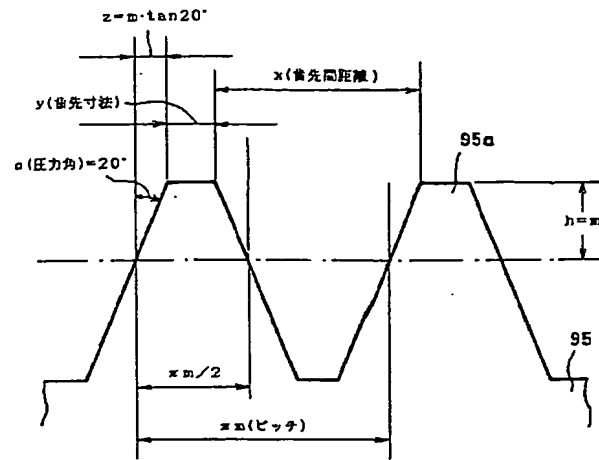 z=m·tan20°
x(歯先間距離)
y(歯先寸法)
95a
α(圧力角)=20°
h=m
95
πm/2
πm(ピッチ)